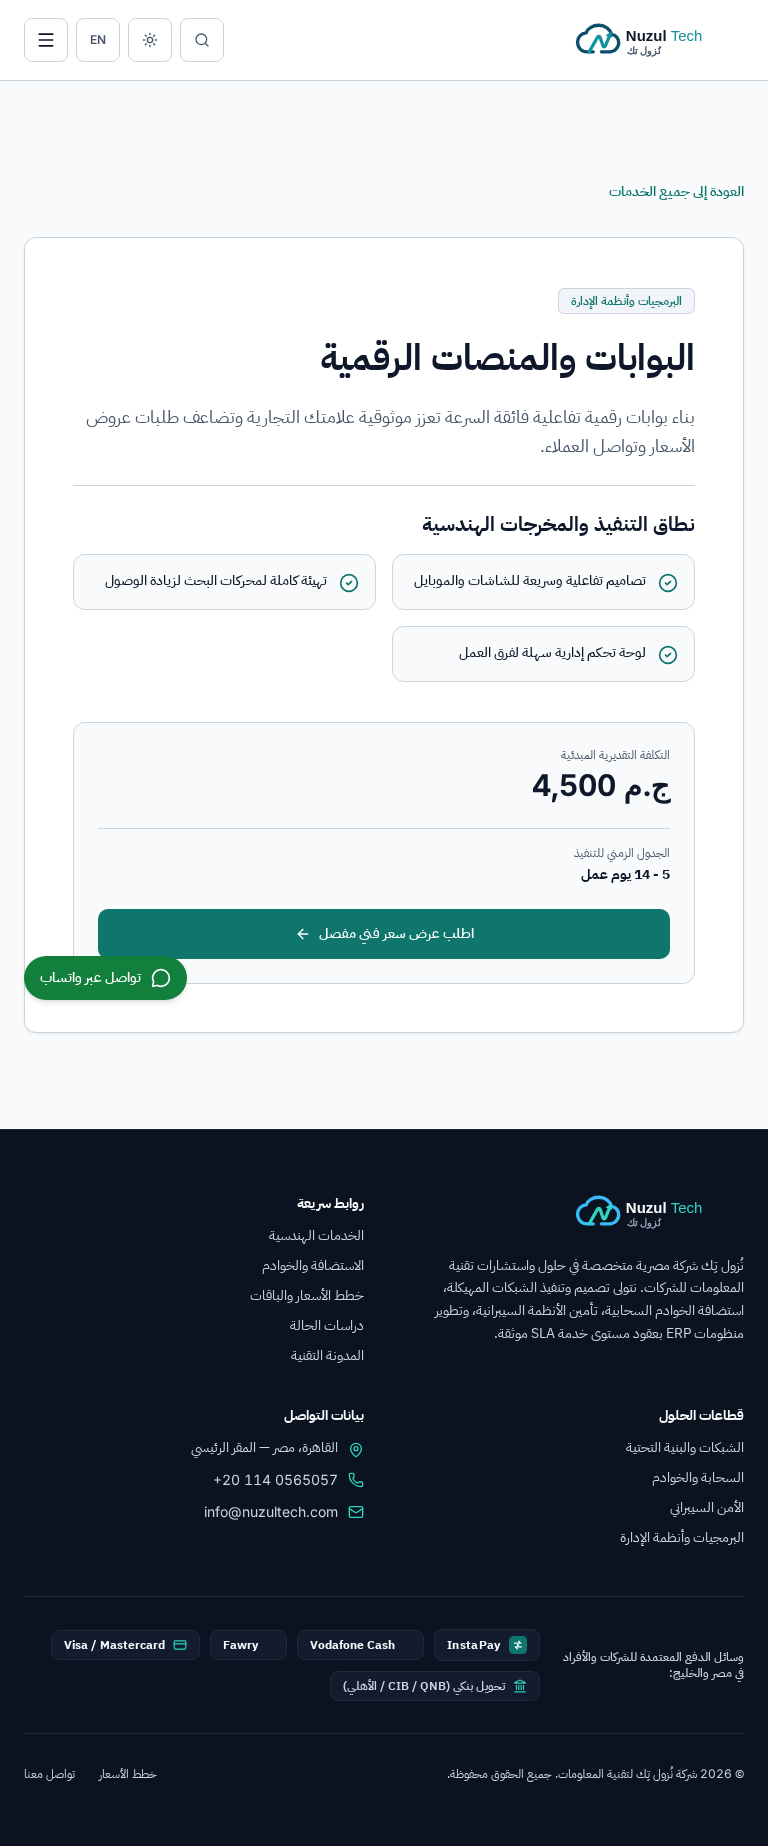 Nuzul Tech
نُزول تك
EN
العودة إلى جميع الخدمات
البرمجيات وأنظمة الإدارة
البوابات والمنصات الرقمية
بناء بوابات رقمية تفاعلية فائقة السرعة تعزز موثوقية علامتك التجارية وتضاعف طلبات عروض
الأسعار وتواصل العملاء.
نطاق التنفيذ والمخرجات الهندسية
تصاميم تفاعلية وسريعة للشاشات والموبايل
تهيئة كاملة لمحركات البحث لزيادة الوصول
لوحة تحكم إدارية سهلة لفرق العمل
التكلفة التقديرية المبدئية
4,500 ج.م
الجدول الزمني للتنفيذ
5 - 14 يوم عمل
اطلب عرض سعر فني مفصل
تواصل عبر واتساب
Nuzul Tech
نُزول تك
نُزول تِك شركة مصرية متخصصة في حلول واستشارات تقنية
المعلومات للشركات. نتولى تصميم وتنفيذ الشبكات المهيكلة،
استضافة الخوادم السحابية، تأمين الأنظمة السيبرانية، وتطوير
منظومات ERP بعقود مستوى خدمة SLA موثقة.
روابط سريعة
الخدمات الهندسية
الاستضافة والخوادم
خطط الأسعار والباقات
دراسات الحالة
المدونة التقنية
قطاعات الحلول
الشبكات والبنية التحتية
السحابة والخوادم
الأمن السيبراني
البرمجيات وأنظمة الإدارة
بيانات التواصل
القاهرة، مصر — المقر الرئيسي
+20 114 0565057
info@nuzultech.com
وسائل الدفع المعتمدة للشركات والأفراد
في مصر والخليج:
InstaPay
Vodafone Cash
Fawry
Visa / Mastercard
تحويل بنكي (CIB / QNB / الأهلي)
© 2026 شركة نُزول تِك لتقنية المعلومات. جميع الحقوق محفوظة.
خطط الأسعار
تواصل معنا